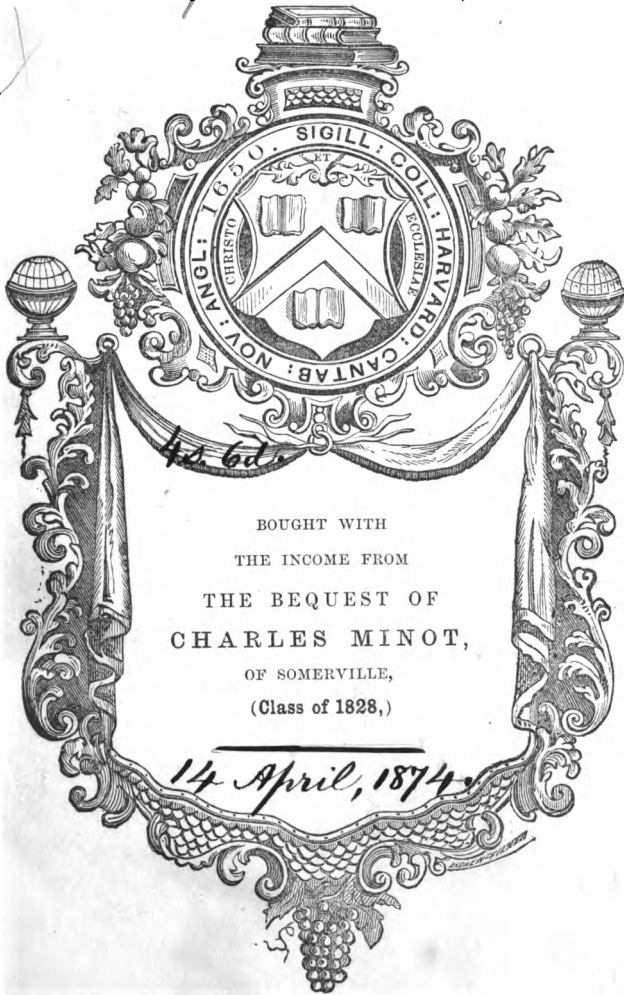 SIGILL: COLL: HARVARD: CANTAB: NOV: ANGL: 1650.
ET
CHRISTO
ECCLESIAE
4s. 6d.
BOUGHT WITH
THE INCOME FROM
THE BEQUEST OF
CHARLES MINOT,
OF SOMERVILLE,
(Class of 1828,)
14 April, 1874.